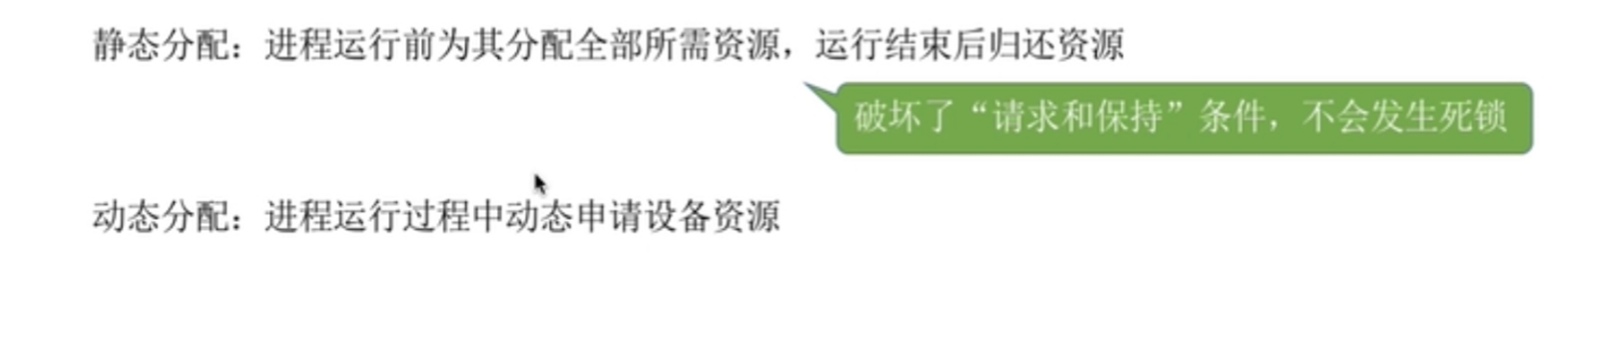 静态分配：进程运行前为其分配全部所需资源，运行结束后归还资源
破坏了“请求和保持”条件，不会发生死锁
动态分配：进程运行过程中动态申请设备资源